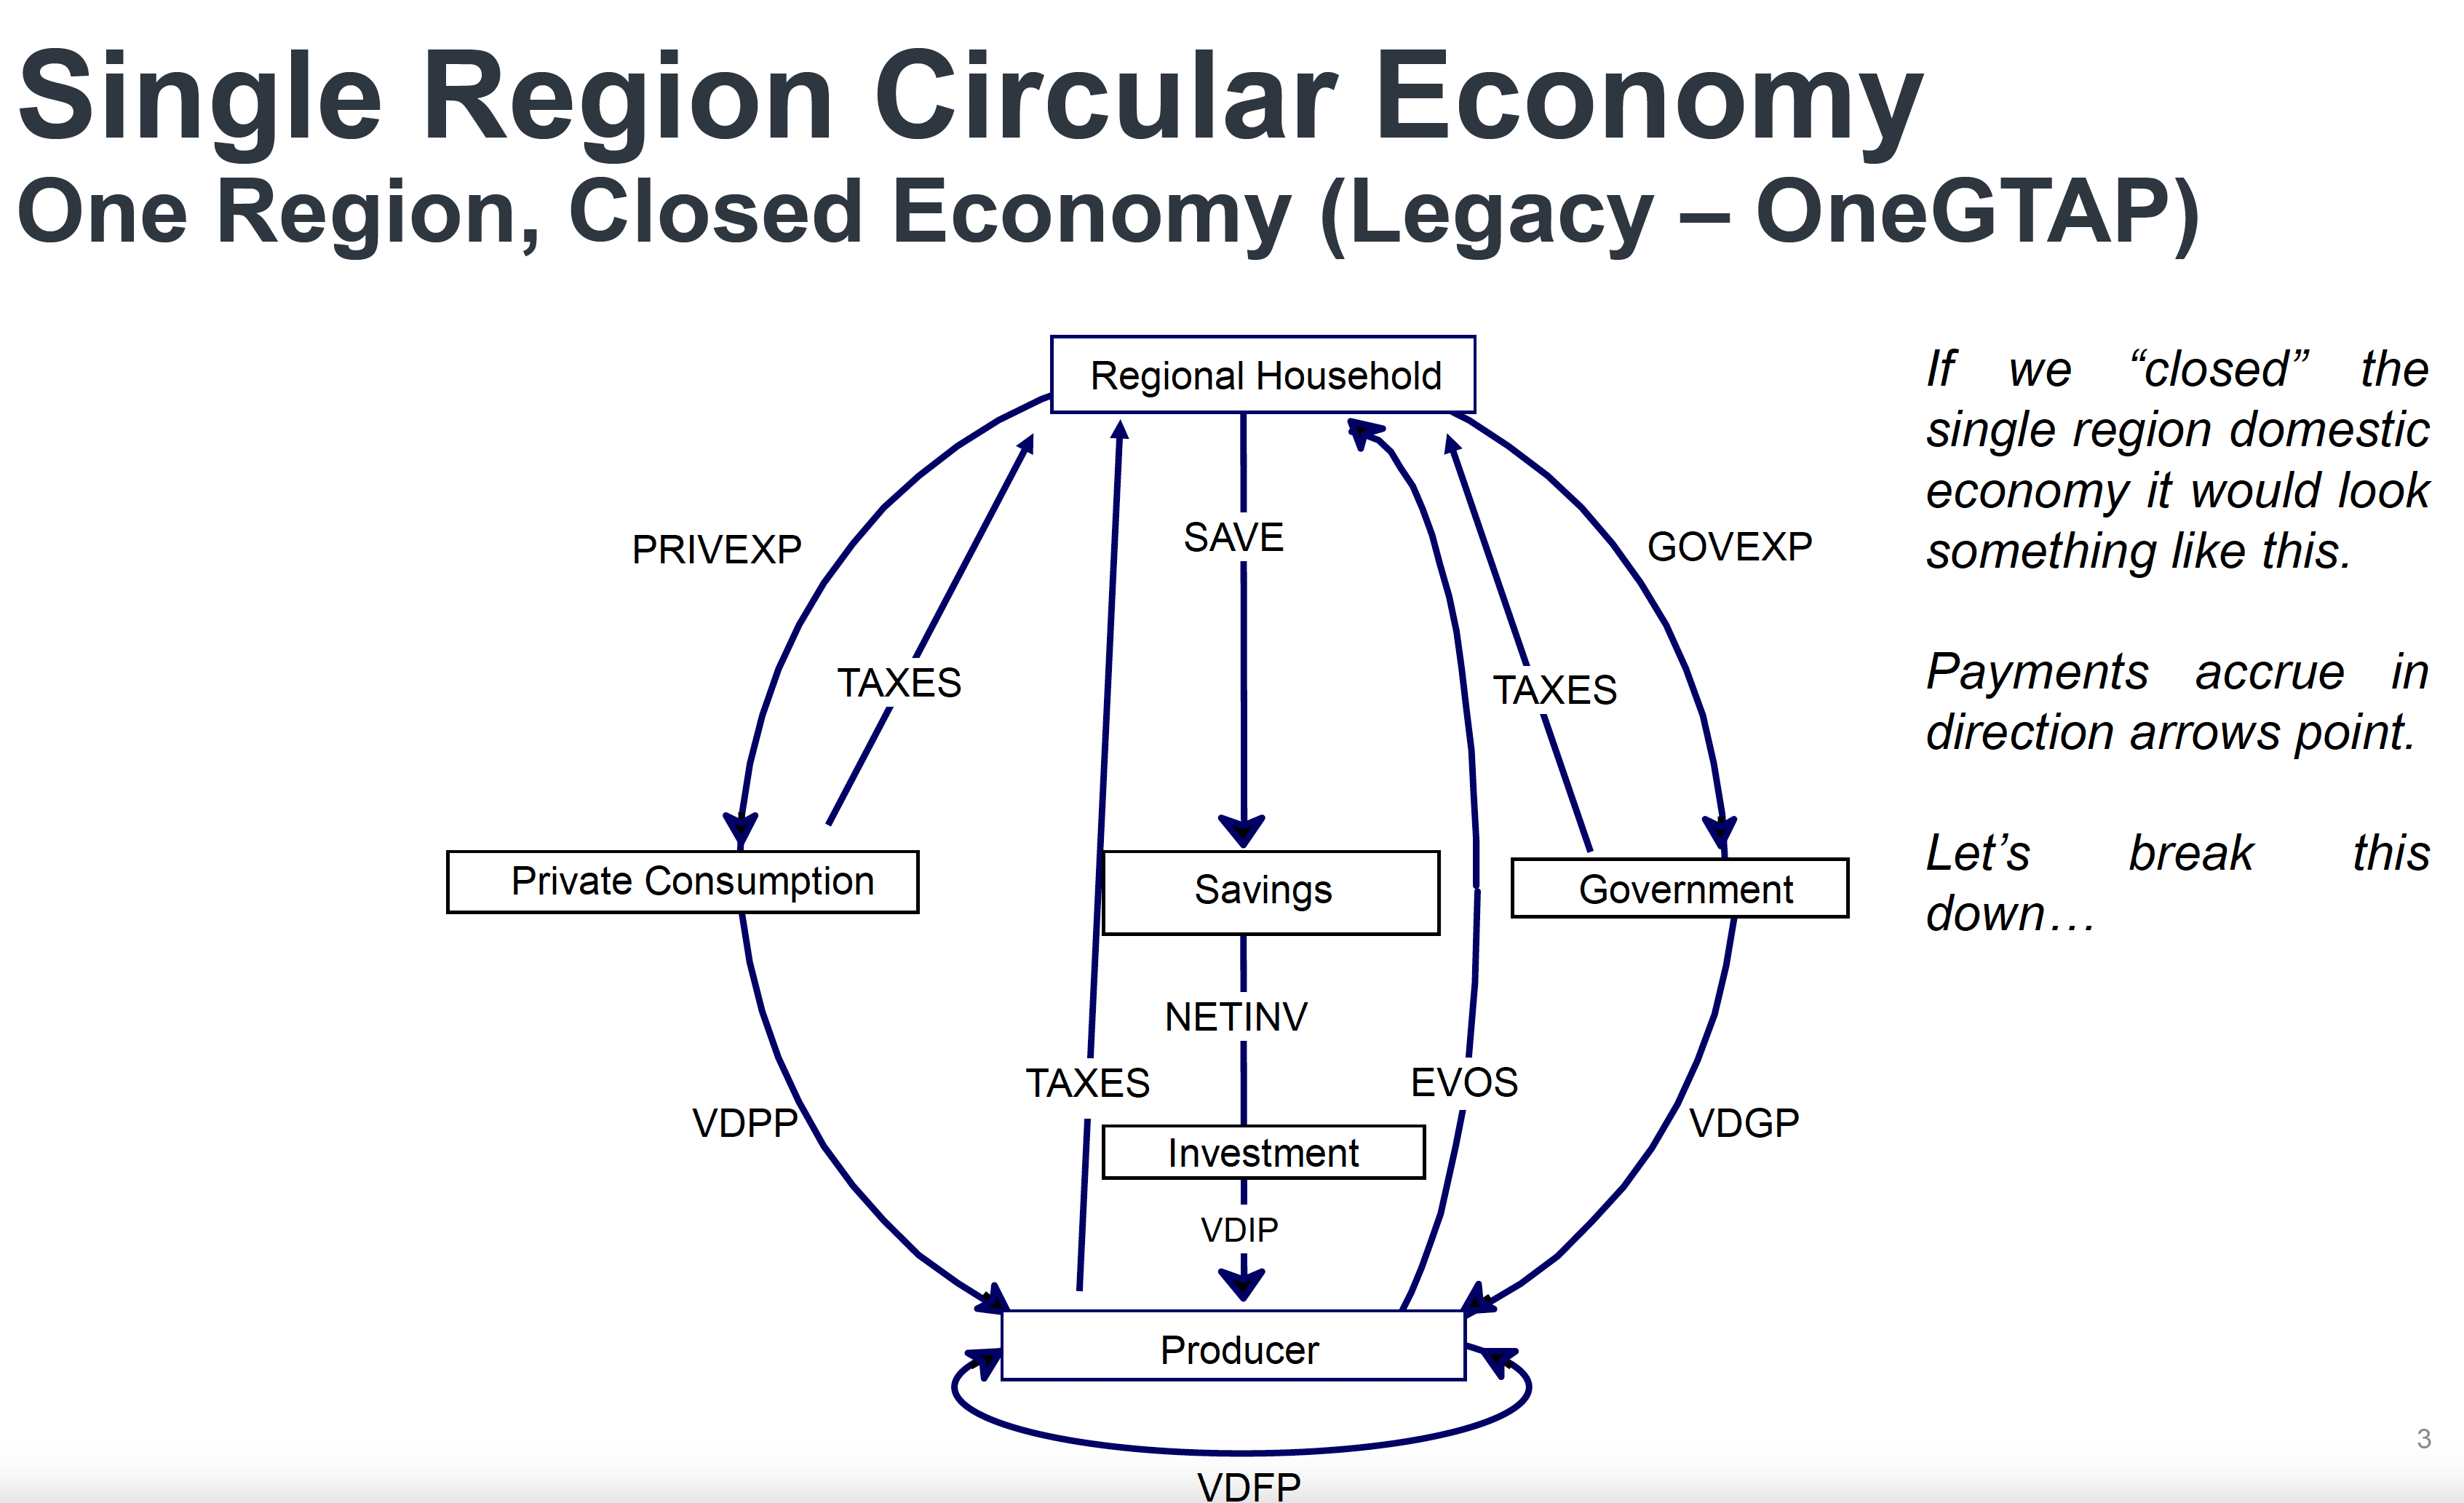 Single Region Circular Economy
One Region, Closed Economy (Legacy – OneGTAP)
Regional Household
If we “closed” the
single region domestic
economy it would look
something like this.
PRIVEXP
SAVE
GOVEXP
TAXES
TAXES
Payments accrue in
direction arrows point.
Let’s break this
down…
Private Consumption
Savings
Government
NETINV
TAXES
EVOS
VDPP
VDGP
Investment
VDIP
Producer
VDFP
3